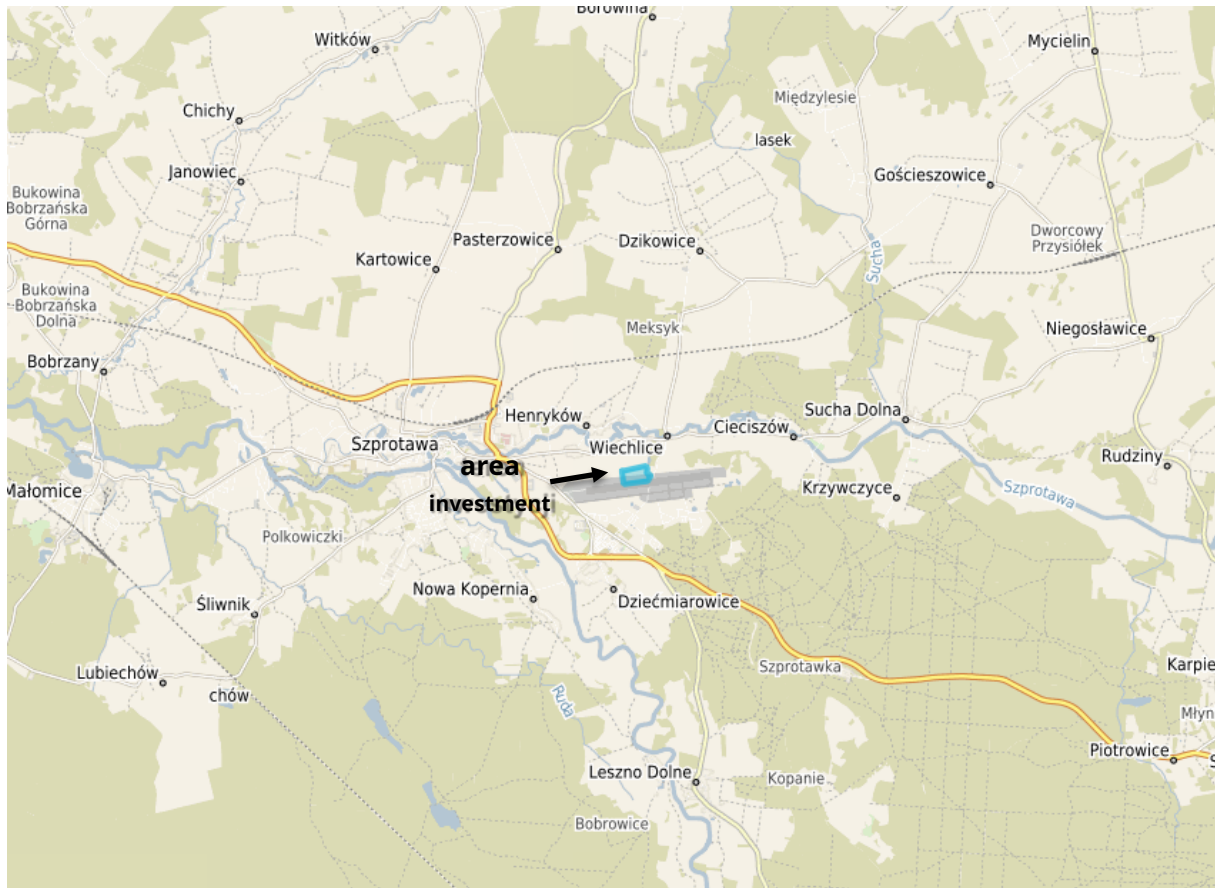 Borowina
Witków
Mycielin
Międzylesie
Chichy
lasek
Janowiec
Gościeszowice
Bukowina
Bobrzańska
Górna
Dworcowy
Przysiółek
Pasterzowice
Dzikowice
Sucha
Kartowice
Bukowina
Bobrzańska
Dolna
Meksyk
Niegosławice
Bobrzany
Henryków
Sucha Dolna
Szprotawa
Wiechlice
Cieciszów
area
investment
Rudziny
Małomice
Krzywczyce
Szprotawa
Polkowiczki
Nowa Kopernia
Dziećmiarowice
Śliwnik
Lubiechów
chów
Szprotawka
Karpie
Ruda
Młyn
Piotrowice
S
Leszno Dolne
Kopanie
Bobrowice